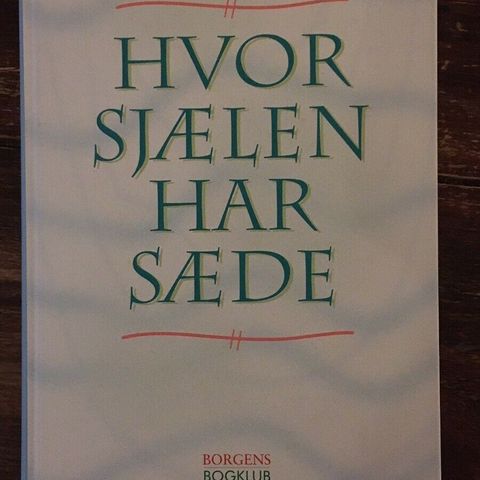 HVOR
SJÆLEN
HAR
SÆDE
BORGENS
BOGKLUB